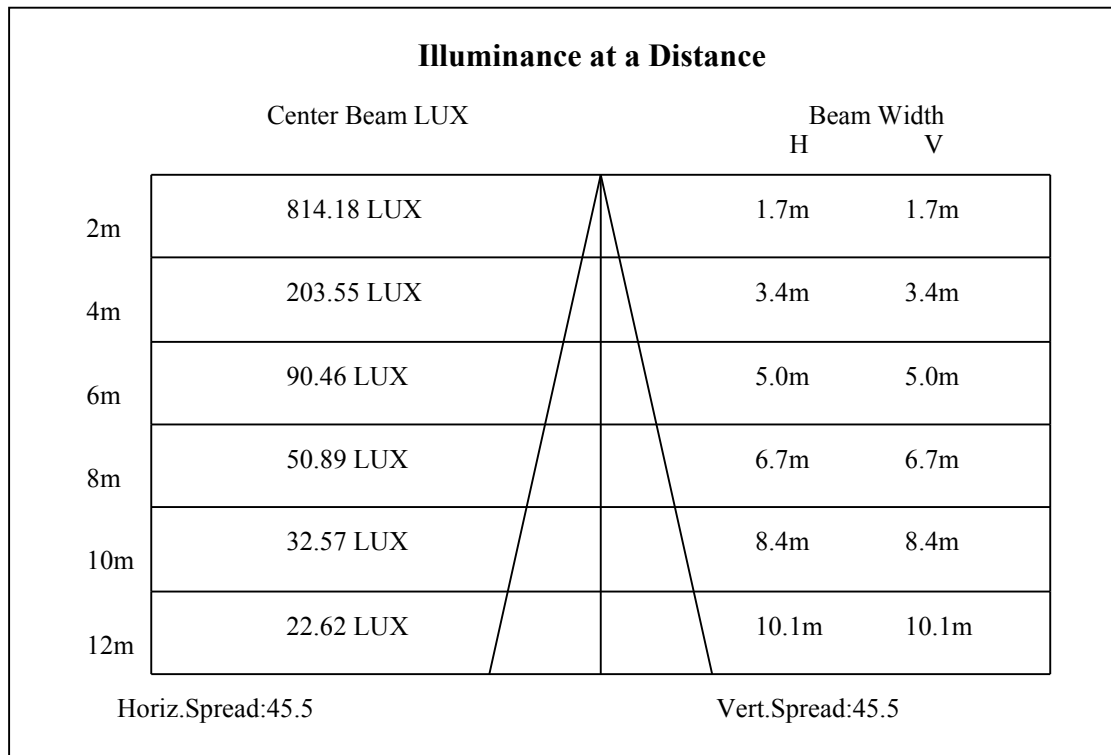 Illuminance at a Distance
Center Beam LUX Beam Width
H V
2m 814.18 LUX 1.7m 1.7m
4m 203.55 LUX 3.4m 3.4m
6m 90.46 LUX 5.0m 5.0m
8m 50.89 LUX 6.7m 6.7m
10m 32.57 LUX 8.4m 8.4m
12m 22.62 LUX 10.1m 10.1m
Horiz.Spread:45.5 Vert.Spread:45.5